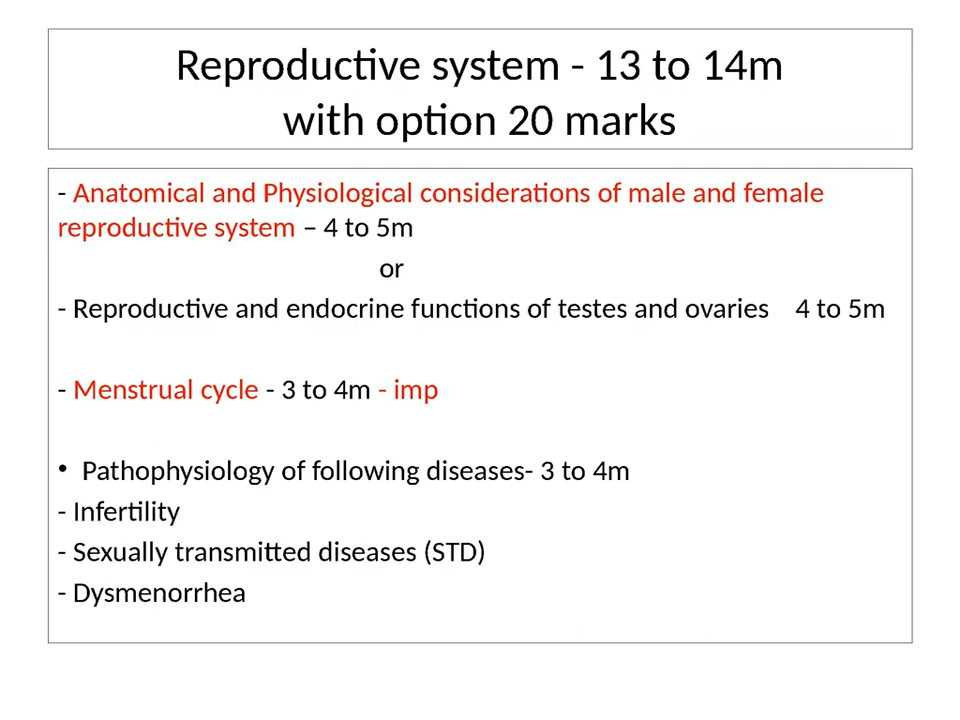 Reproductive system - 13 to 14m
with option 20 marks
- Anatomical and Physiological considerations of male and female
reproductive system – 4 to 5m
or
- Reproductive and endocrine functions of testes and ovaries 4 to 5m
- Menstrual cycle - 3 to 4m - imp
• Pathophysiology of following diseases- 3 to 4m
- Infertility
- Sexually transmitted diseases (STD)
- Dysmenorrhea